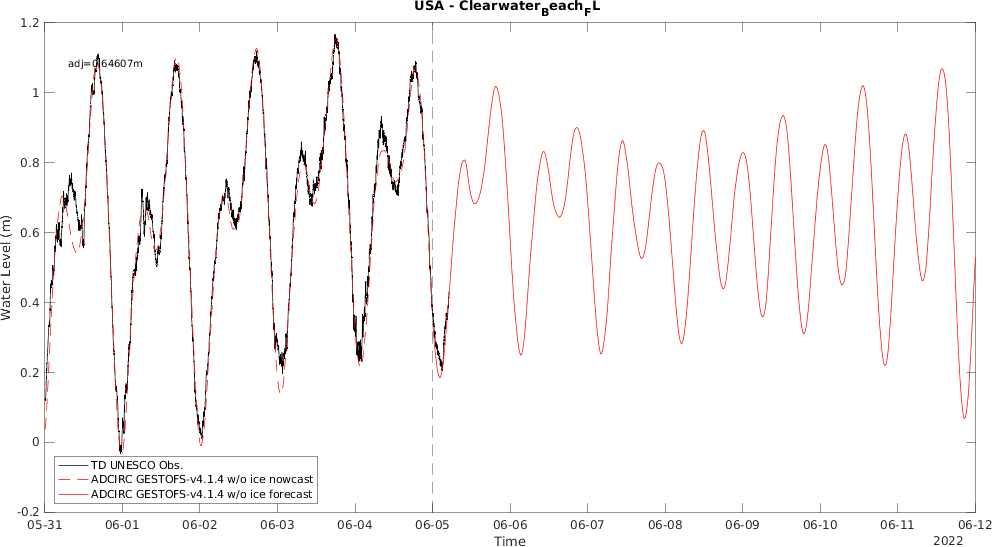 USA - Clearwater_Beach_FL
adj=0.64607m
1.2
1
0.8
0.6
0.4
0.2
0
-0.2
Water Level (m)
TD UNESCO Obs.
ADCIRC GESTOFS-v4.1.4 w/o ice nowcast
ADCIRC GESTOFS-v4.1.4 w/o ice forecast
05-31 06-01 06-02 06-03 06-04 06-05 06-06 06-07 06-08 06-09 06-10 06-11 06-12
Time
2022